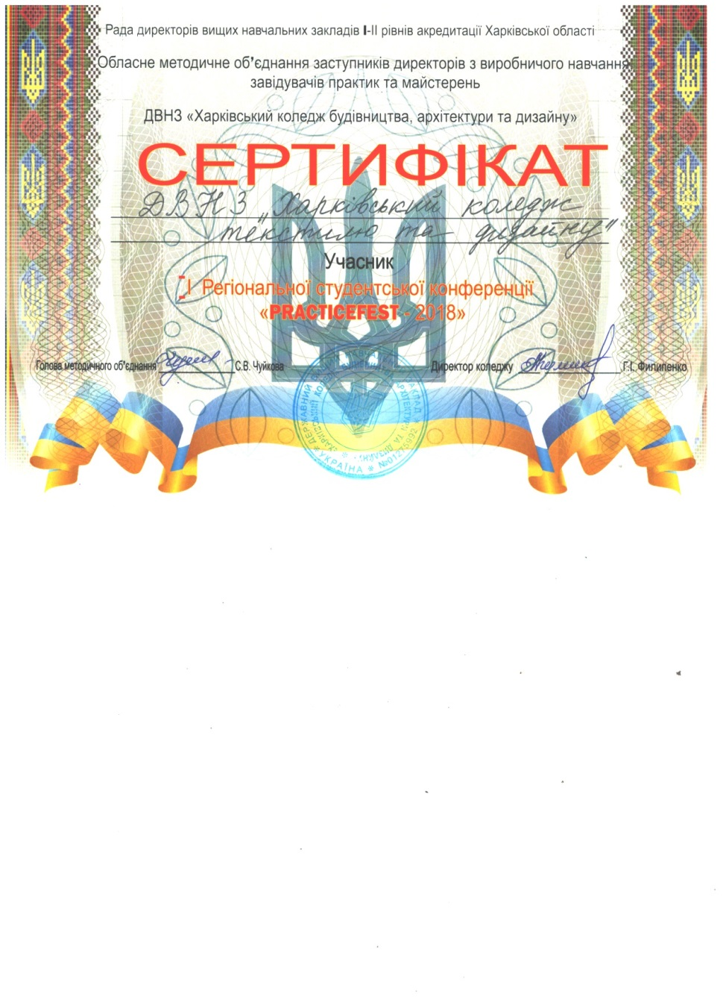 Рада директорів вищих навчальних закладів І-ІІ рівнів акредитації Харківської області
Обласне методичне об'єднання заступників директорів з виробничого навчання,
завідувачів практик та майстерень
ДВНЗ «Харківський коледж будівництва, архітектури та дизайну»
СЕРТИФІКАТ
ДВНЗ „Харківський коледж
текстилю та дизайну"
Учасник
І Регіональної студентської конференції
«PRACTICEFEST - 2018»
Голова методичного об'єднання С.В. Чуйкова
Директор коледжу Г.І. Филипенко
УКРАЇНА